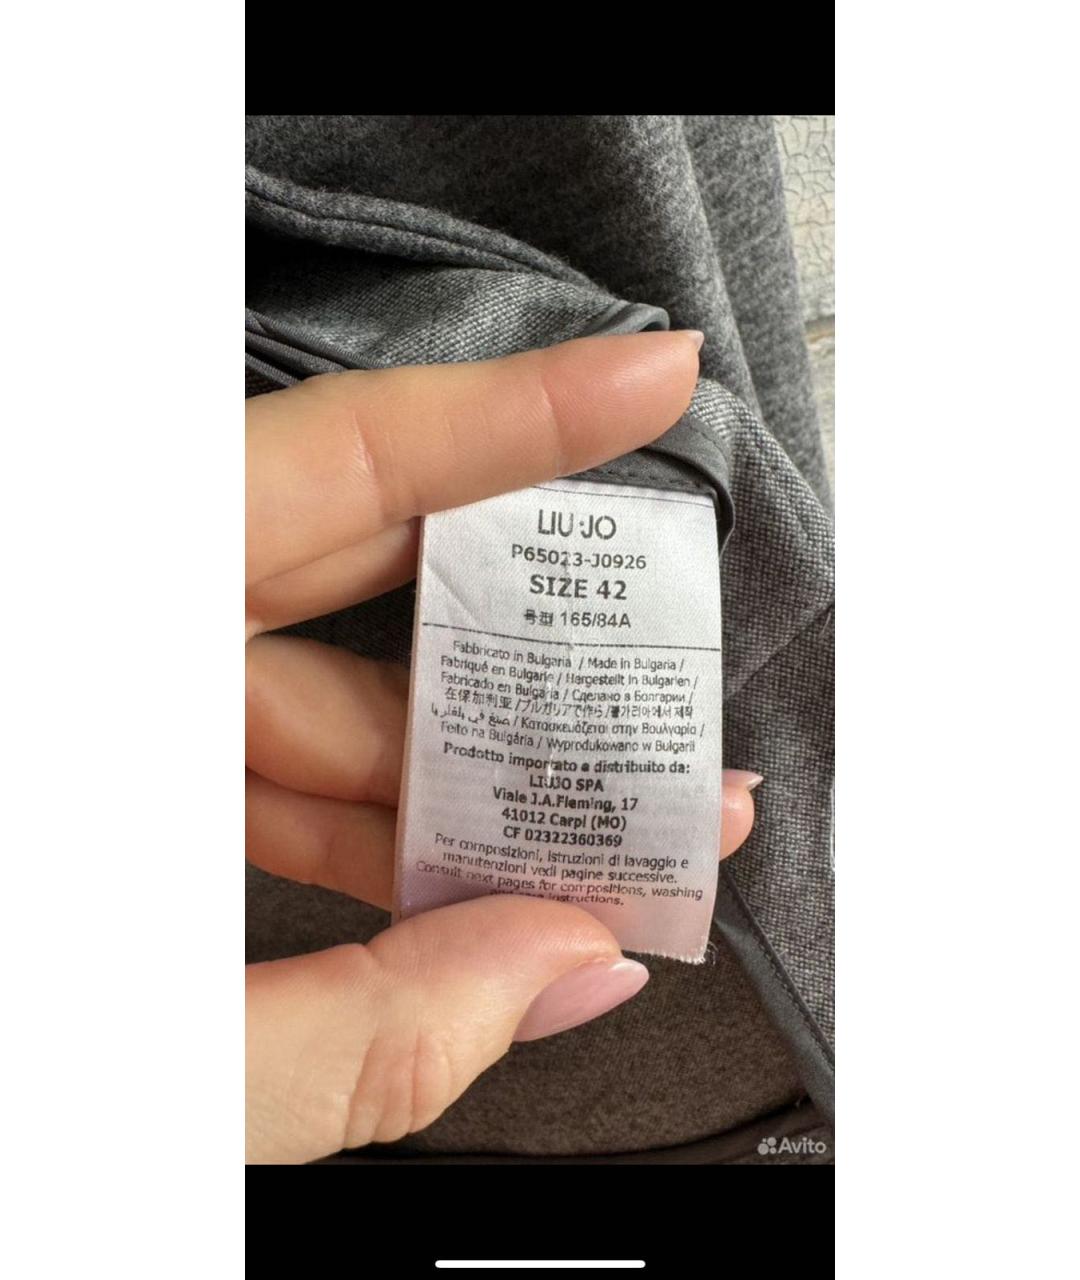 LIU·JO
P65023-J0926
SIZE 42
号型 165/84A
Fabbricato in Bulgaria / Made in Bulgaria /
Fabriqué en Bulgarie / Hergestellt in Bulgarien /
Fabricado en Bulgaria / Сделано в Болгарии /
在保加利亚 /ブルガリアで作ら/불가리아에서 제작
صنع في بلغاريا / Κατασκευάζεται στην Βουλγαρία /
Feito na Bulgária / Wyprodukowano w Bulgarii
Prodotto importato e distribuito da:
LIUJO SPA
Viale J.A.Fleming, 17
41012 Carpi (MO)
CF 02322360369
Per composizioni, istruzioni di lavaggio e
manutenzioni vedi pagine successive.
Consult next pages for compositions, washing
and care instructions.
Avito